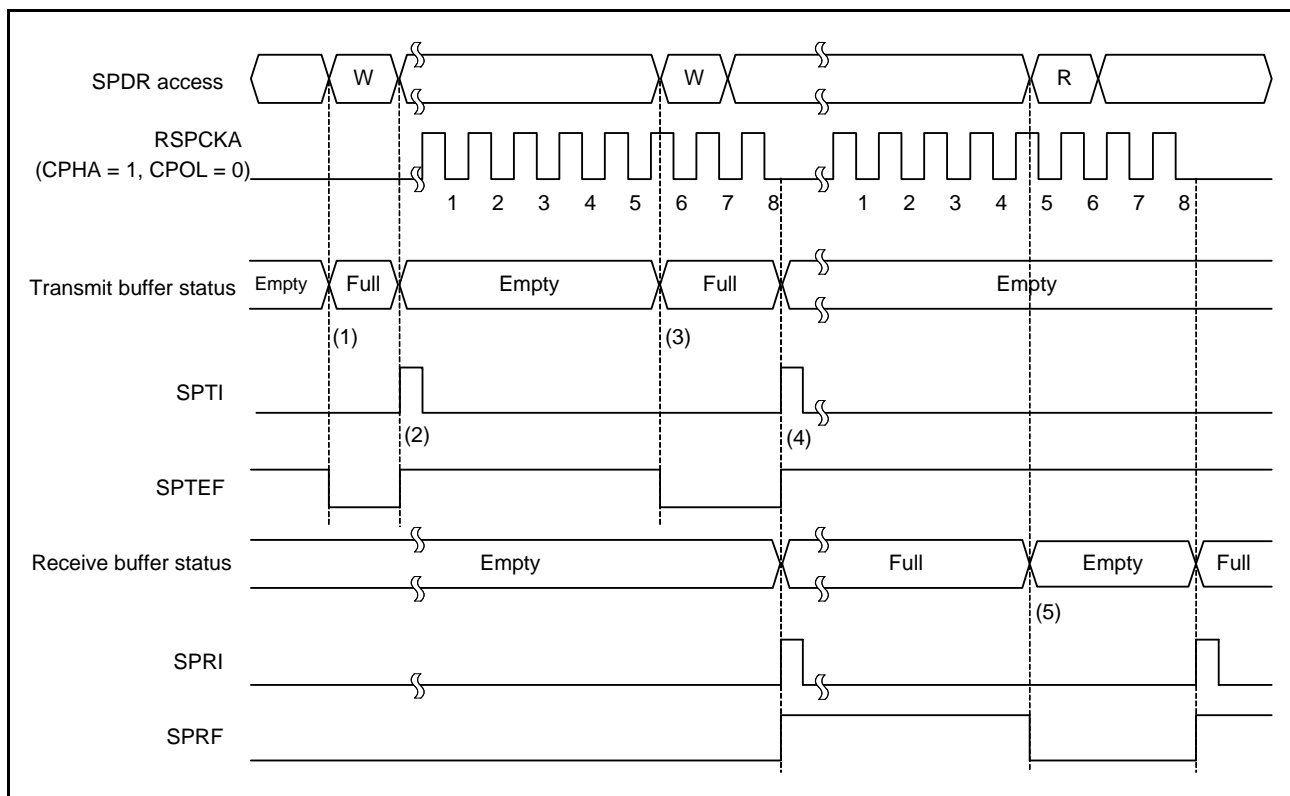 SPDR access W W R
RSPCKA
(CPHA = 1, CPOL = 0)
1 2 3 4 5 6 7 8 1 2 3 4 5 6 7 8
Transmit buffer status Empty Full Empty Full Empty
(1) (3)
SPTI
(2) (4)
SPTEF
Receive buffer status Empty Full Empty Full
(5)
SPRI
SPRF